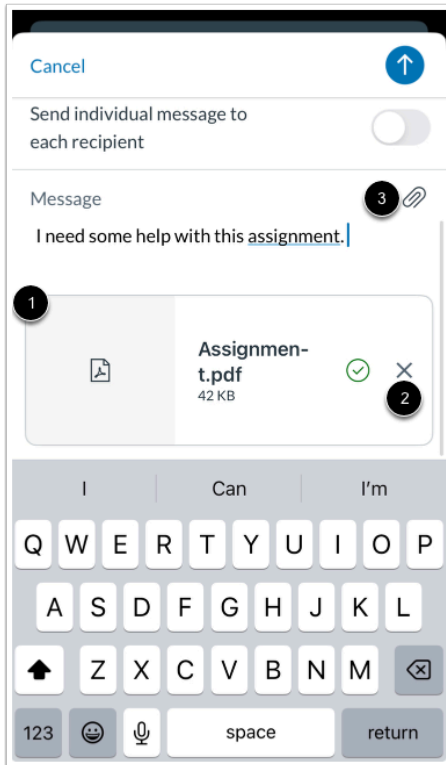 Cancel
Send individual message to
each recipient
Message
3
I need some help with this assignment.
1
Assignmen-
t.pdf
42 KB
2
I Can I'm
Q W E R T Y U I O P
A S D F G H J K L
Z X C V B N M
123 space return